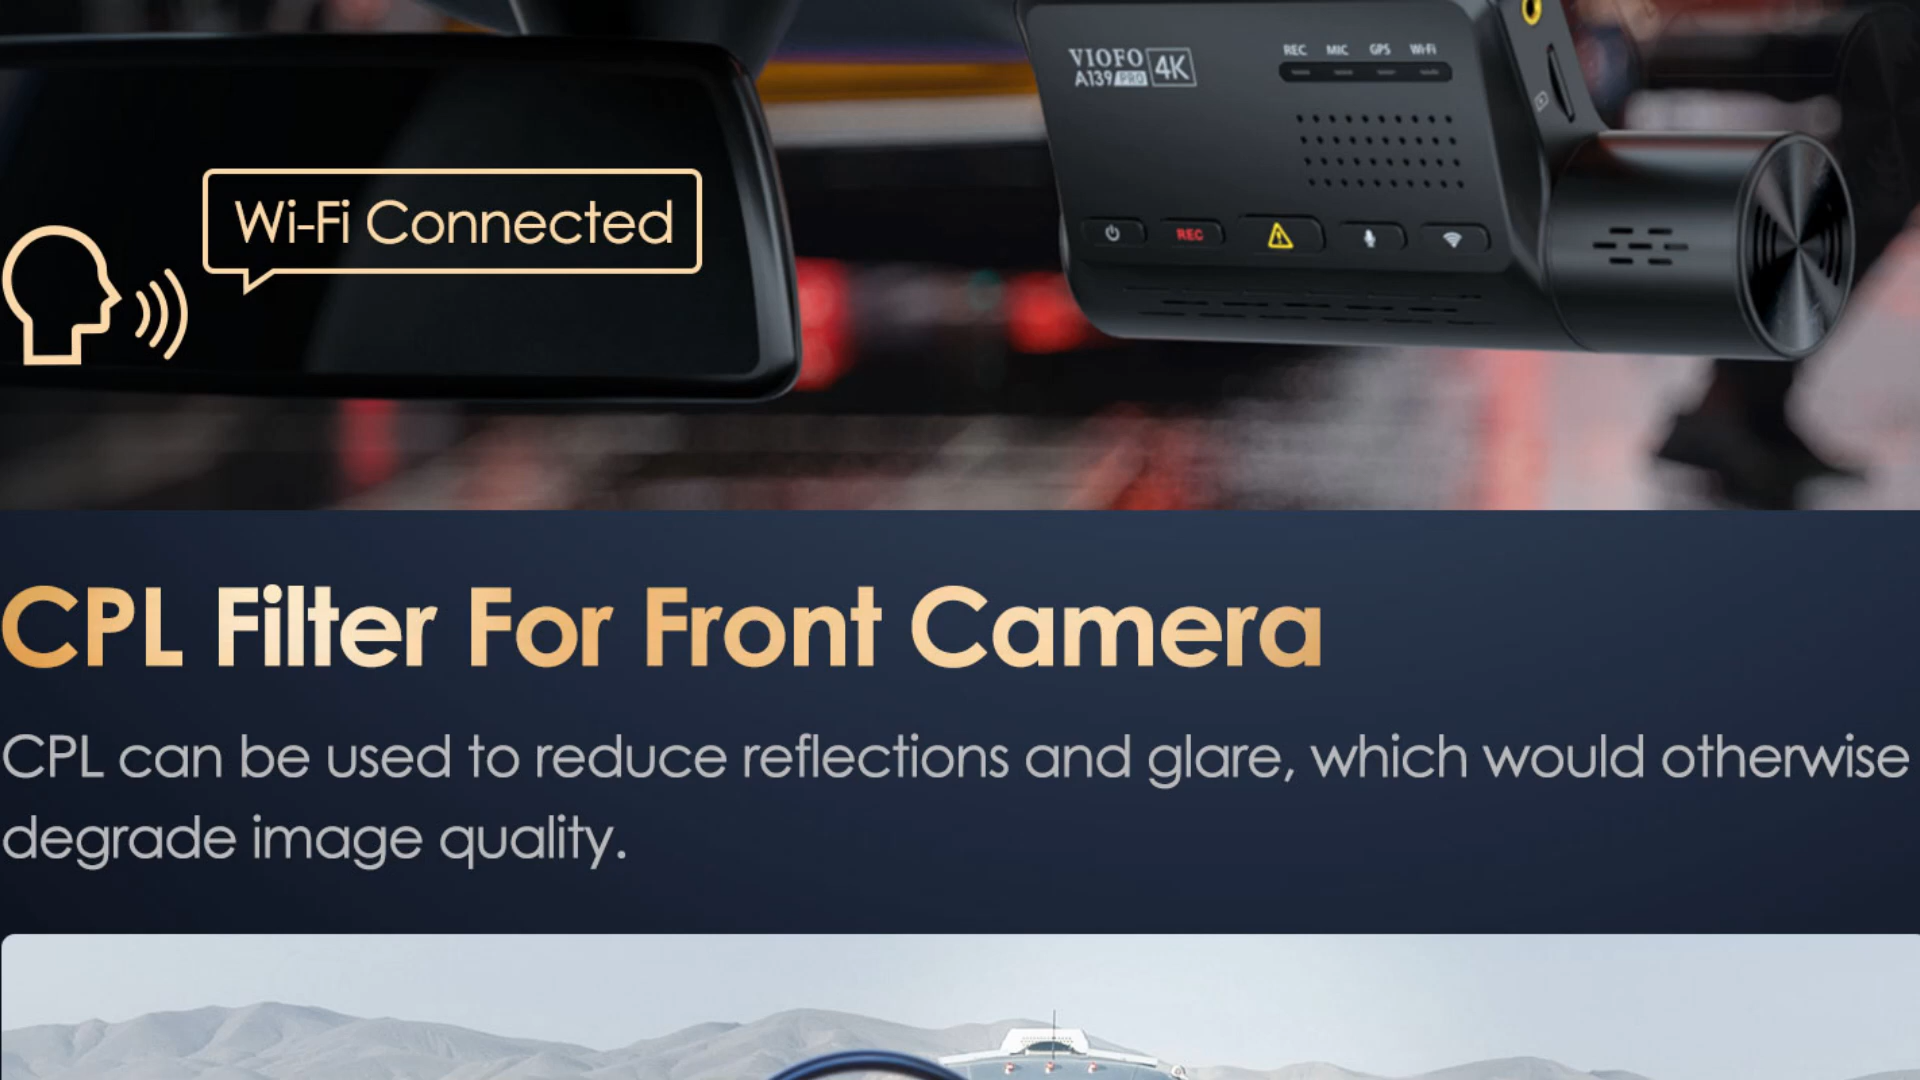 REC MIC GPS Wi-Fi
VIOFO
A139 PRO 4K
Wi-Fi Connected
REC
CPL Filter For Front Camera
CPL can be used to reduce reflections and glare, which would otherwise
degrade image quality.